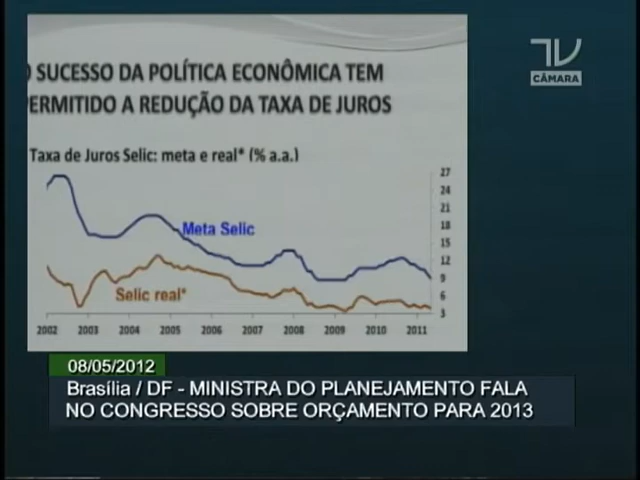 O SUCESSO DA POLÍTICA ECONÔMICA TEM
PERMITIDO A REDUÇÃO DA TAXA DE JUROS
Taxa de Juros Selic: meta e real* (% a.a.)
27
24
21
18
15
12
9
6
3
Meta Selic
Selic real*
2002 2003 2004 2005 2006 2007 2008 2009 2010 2011
TV
CÂMARA
08/05/2012
Brasília / DF - MINISTRA DO PLANEJAMENTO FALA
NO CONGRESSO SOBRE ORÇAMENTO PARA 2013